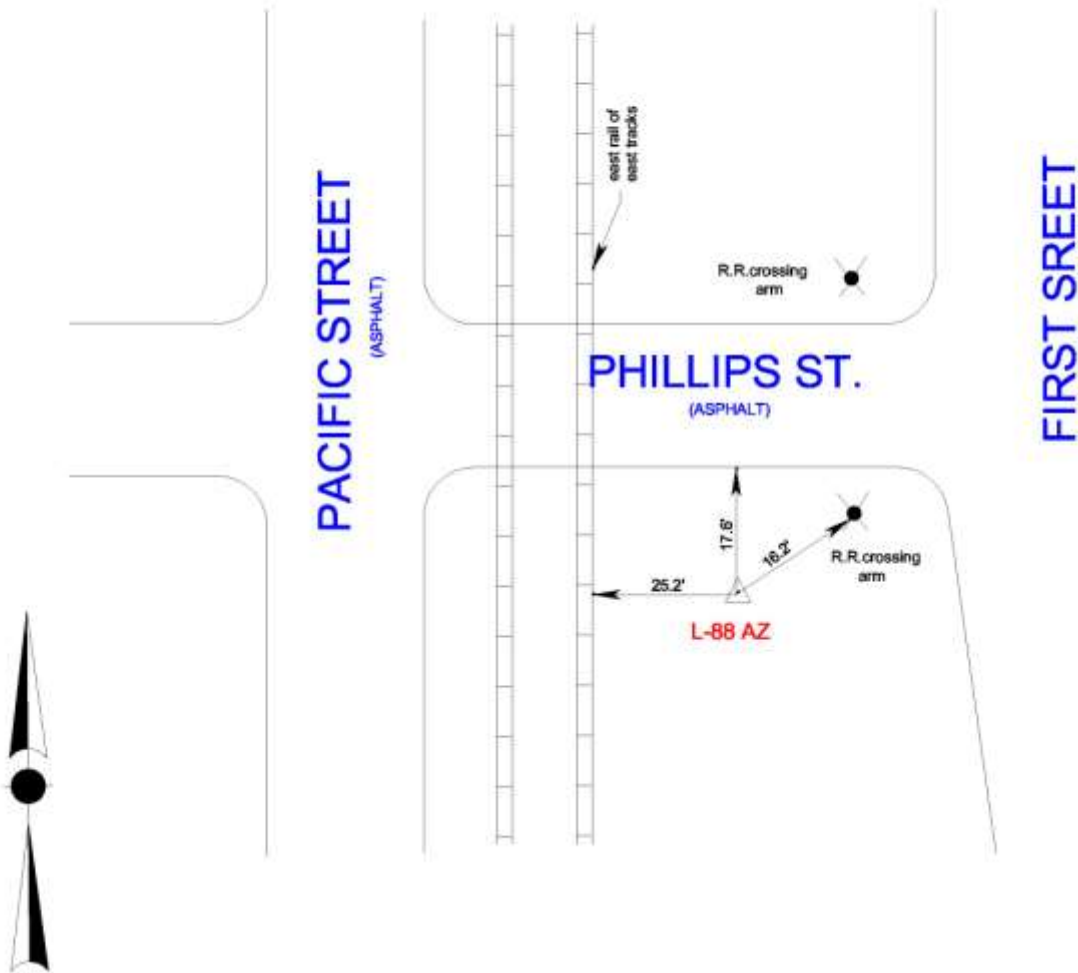 east rail of
east tracks
R.R.crossing
arm
PACIFIC STREET
(ASPHALT)
PHILLIPS ST.
(ASPHALT)
FIRST SREET
17.6'
16.2'
R.R.crossing
arm
25.2'
L-88 AZ